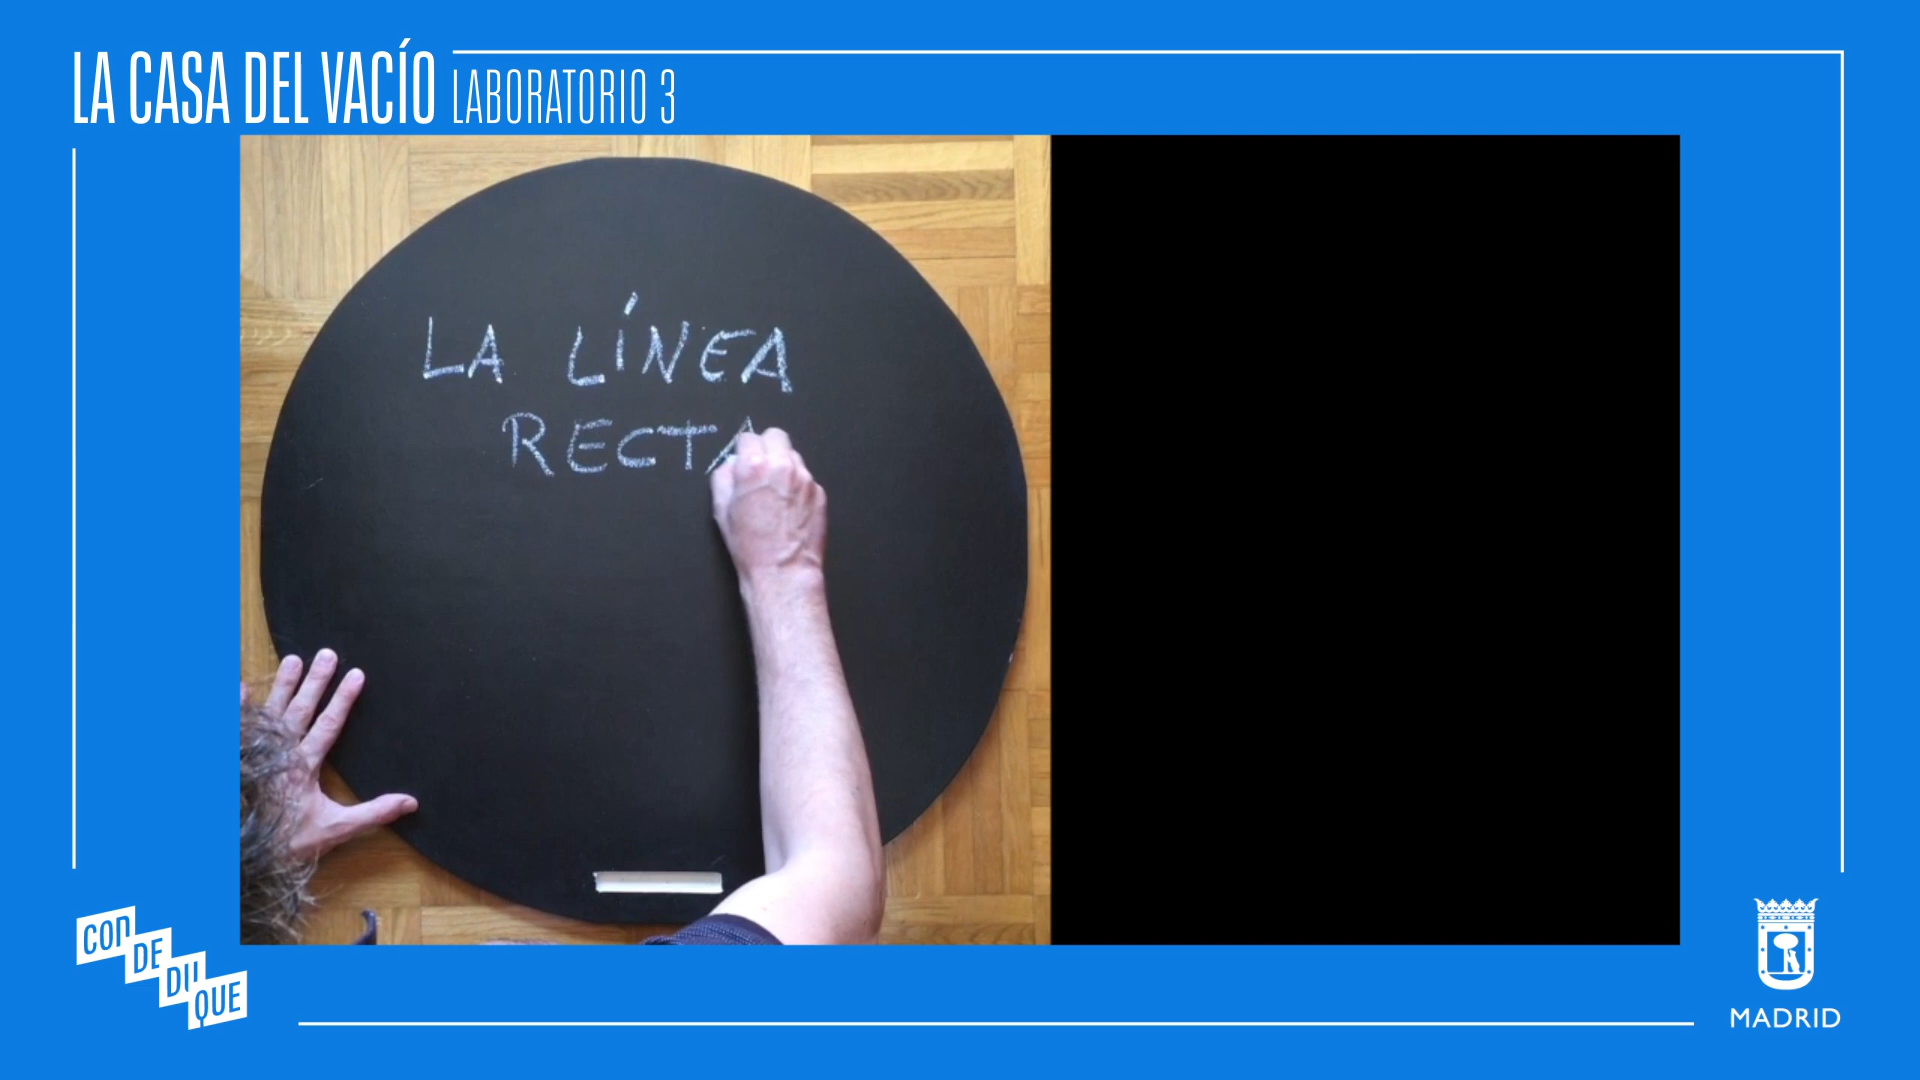 LA CASA DEL VACÍO LABORATORIO 3
LA LÍNEA
RECTA
CON
DE
DU
QUE
MADRID